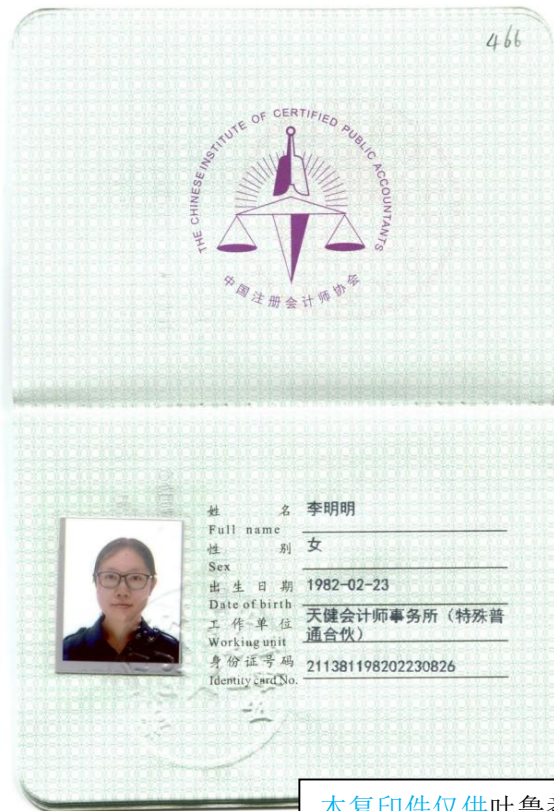 466
THE CHINESE INSTITUTE OF CERTIFIED PUBLIC ACCOUNTANTS
中国注册会计师协会
姓 名 李明明
Full name
性 别 女
Sex
出 生 日 期 1982-02-23
Date of birth
工 作 单 位 天健会计师事务所（特殊普
通合伙）
Working unit
身份证号码 211381198202230826
Identity card No.
本复印件仅供吐鲁